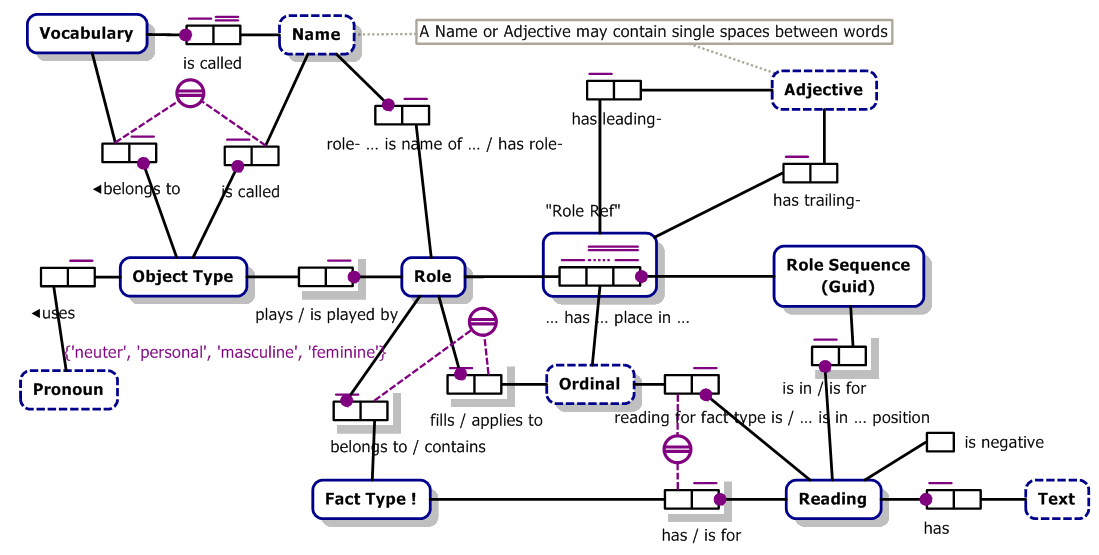 Vocabulary
Name
A Name or Adjective may contain single spaces between words
is called
Adjective
has leading-
role- ... is name of ... / has role-
◄belongs to
is called
has trailing-
"Role Ref"
Object Type
Role
Role Sequence
(Guid)
◄uses
plays / is played by
... has ... place in ...
{'neuter', 'personal', 'masculine', 'feminine'}
Pronoun
Ordinal
is in / is for
fills / applies to
reading for fact type is / ... is in ... position
belongs to / contains
is negative
Fact Type !
Reading
Text
has / is for
has